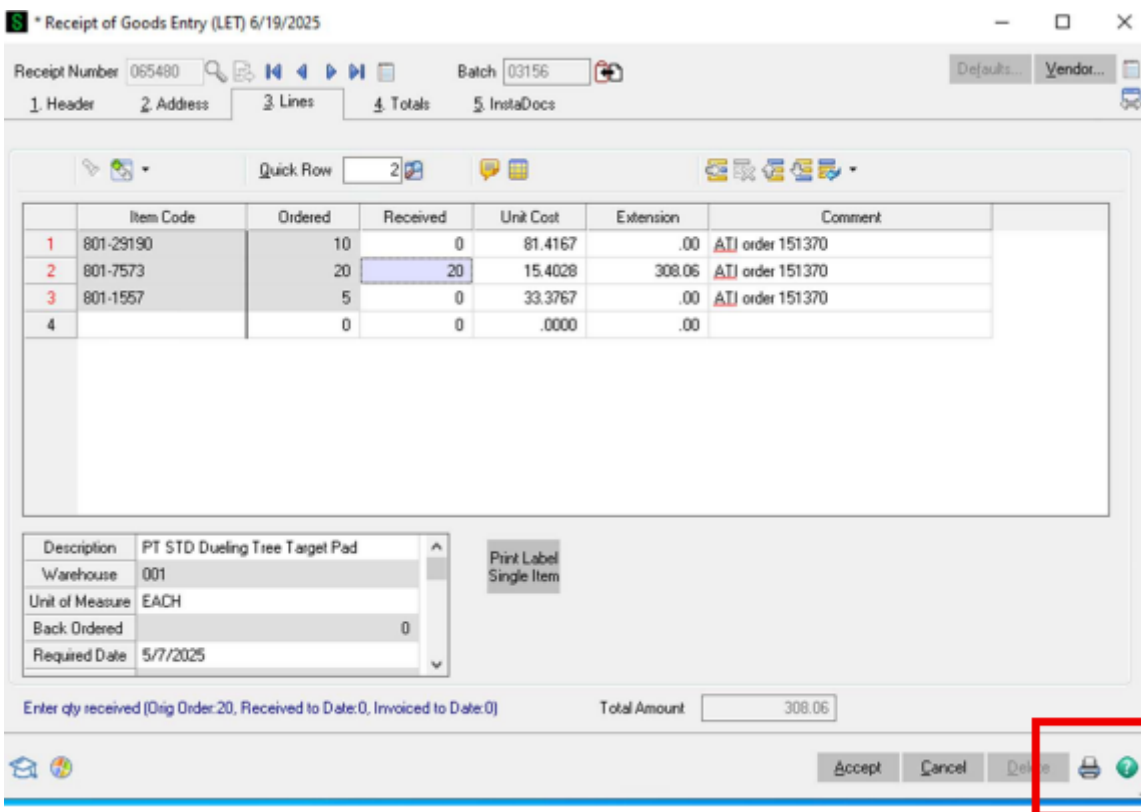 S * Receipt of Goods Entry (LET) 6/19/2025
Receipt Number 065480 Batch 03156 Defaults... Vendor...
1. Header 2. Address 3. Lines 4. Totals 5. InstaDocs
Quick Row 2
Item Code Ordered Received Unit Cost Extension Comment
1 801-29190 10 0 81.4167 .00 ATI order 151370
2 801-7573 20 20 15.4028 308.06 ATI order 151370
3 801-1557 5 0 33.3767 .00 ATI order 151370
4 0 0 .0000 .00
Description PT STD Dueling Tree Target Pad
Warehouse 001
Unit of Measure EACH
Back Ordered 0
Required Date 5/7/2025
Print Label
Single Item
Enter qty received (Orig Order:20, Received to Date:0, Invoiced to Date:0) Total Amount 308.06
Accept Cancel